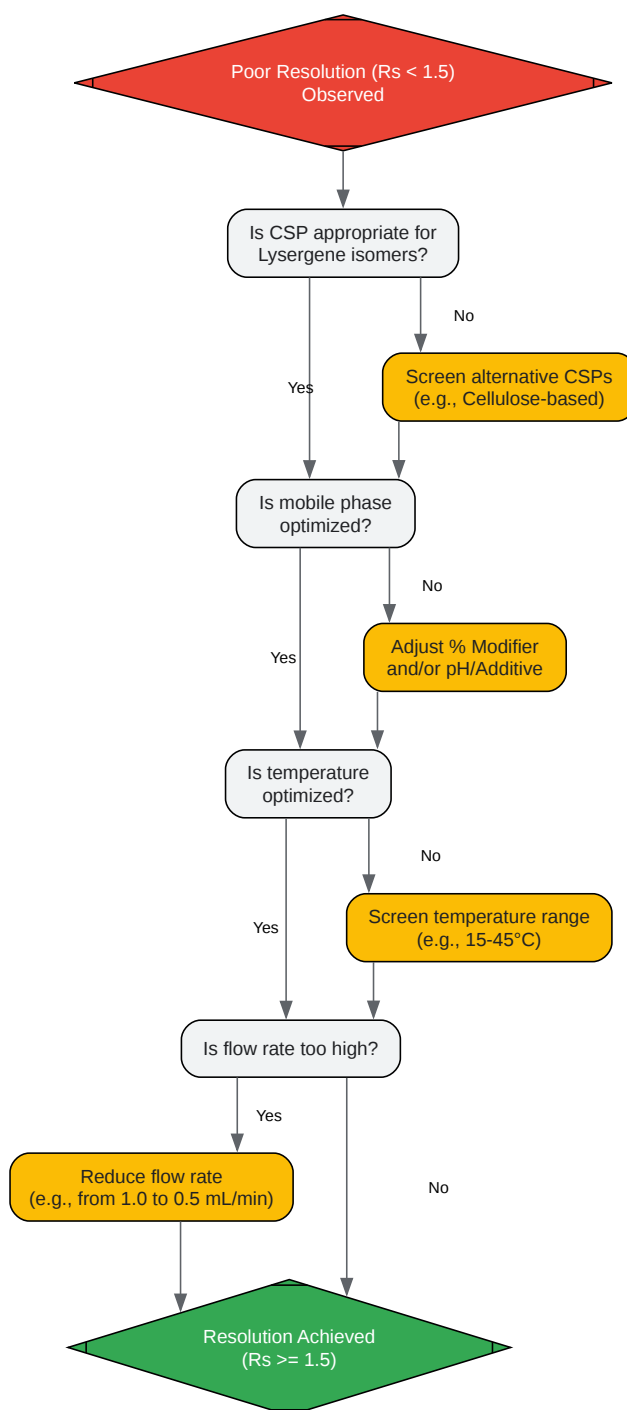 Poor Resolution (Rs < 1.5)
Observed
Is CSP appropriate for
Lysergene isomers?
No
Yes
Screen alternative CSPs
(e.g., Cellulose-based)
Is mobile phase
optimized?
No
Yes
Adjust % Modifier
and/or pH/Additive
Is temperature
optimized?
No
Yes
Screen temperature range
(e.g., 15-45°C)
Is flow rate too high?
Yes
No
Reduce flow rate
(e.g., from 1.0 to 0.5 mL/min)
Resolution Achieved
(Rs >= 1.5)